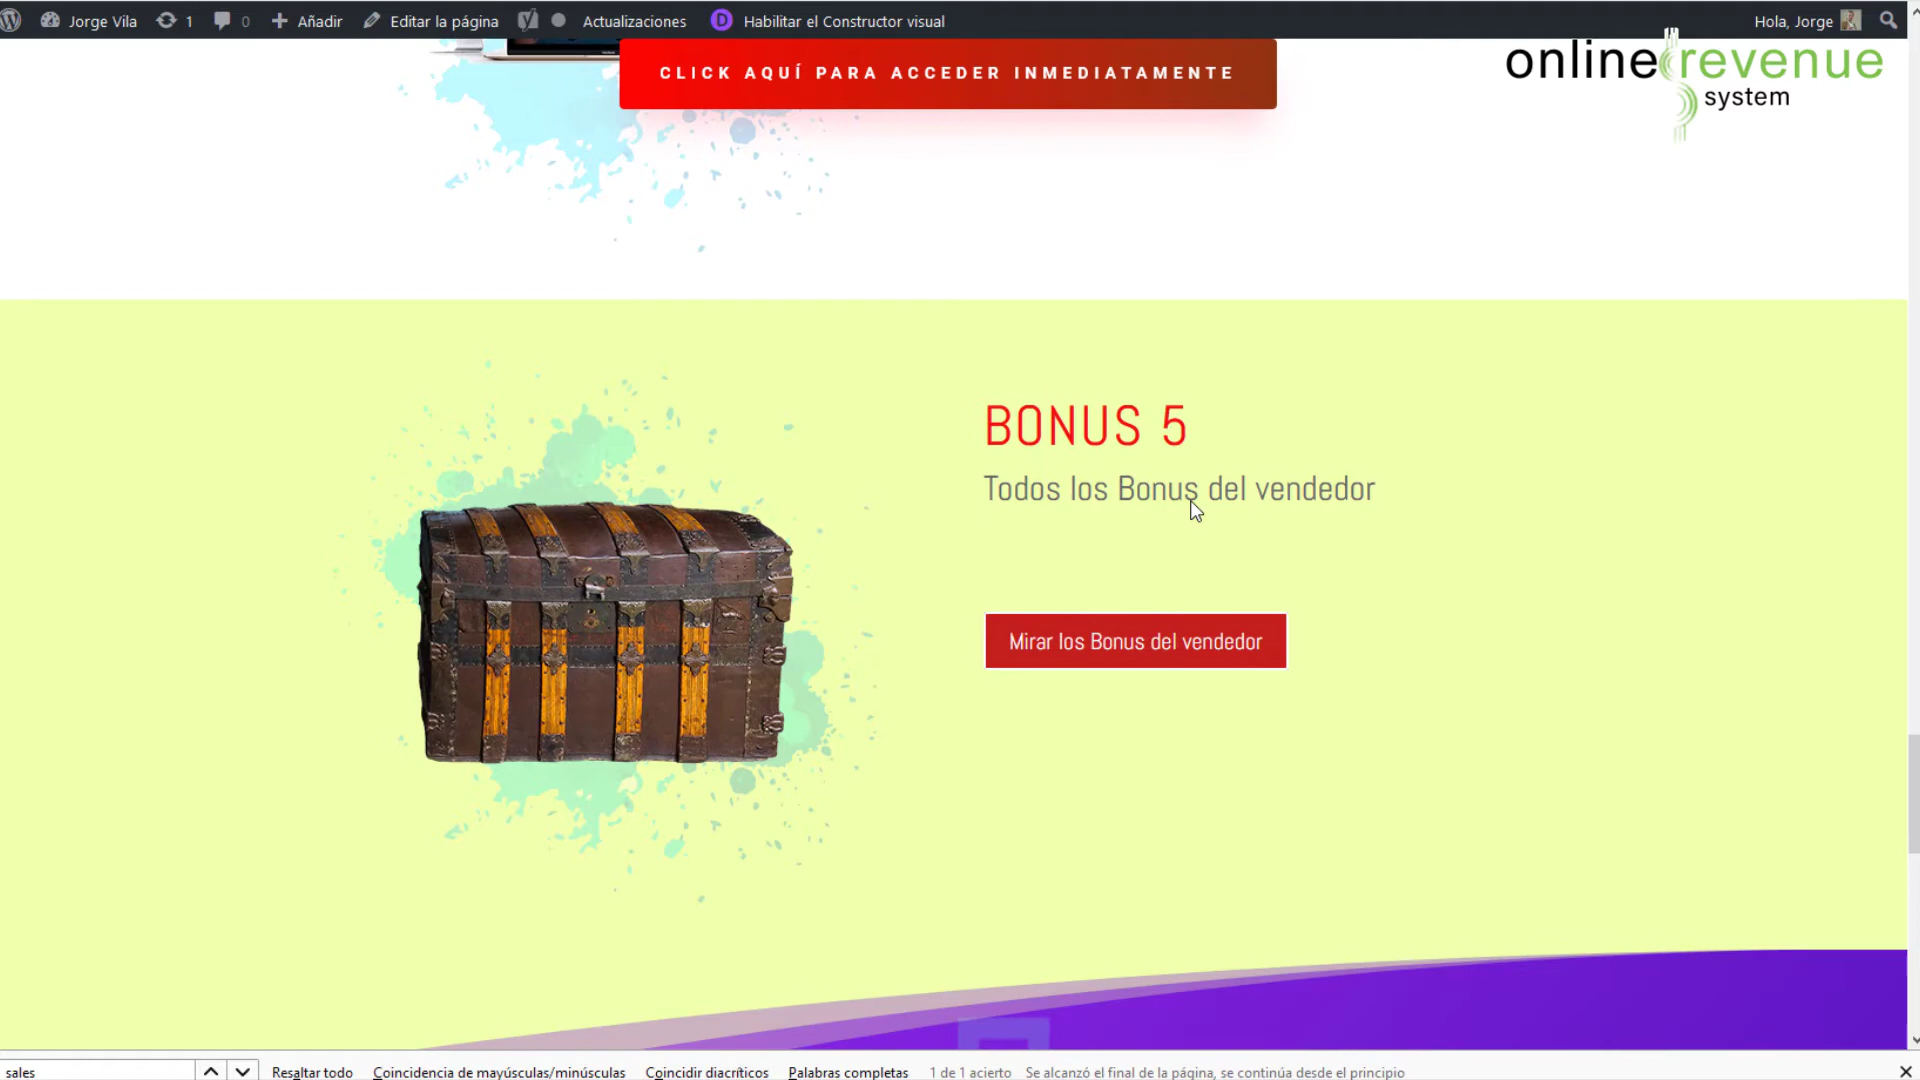 Jorge Vila 1 0 Añadir Editar la página Actualizaciones D Habilitar el Constructor visual Hola, Jorge
CLICK AQUÍ PARA ACCEDER INMEDIATAMENTE
online revenue
system
BONUS 5
Todos los Bonus del vendedor
Mirar los Bonus del vendedor
sales Resaltar todo Coincidencia de mayúsculas/minúsculas Coincidir diacríticos Palabras completas 1 de 1 acierto Se alcanzó el final de la página, se continúa desde el principio